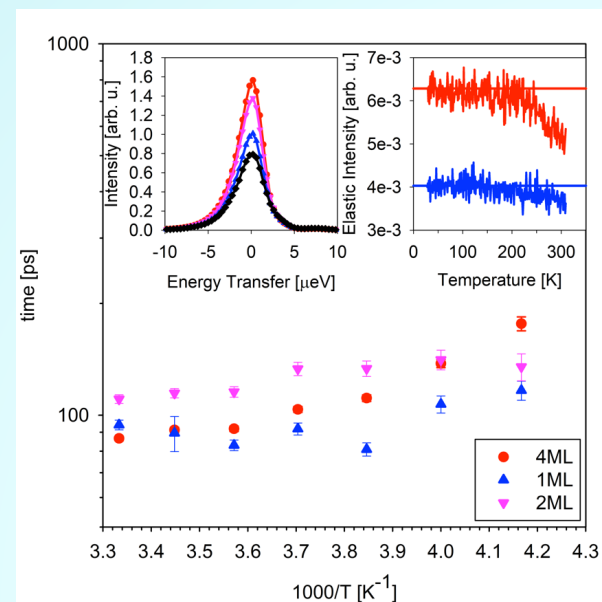 1000
100
time [ps]
3.3 3.4 3.5 3.6 3.7 3.8 3.9 4.0 4.1 4.2 4.3
1000/T [K⁻¹]
1.8
1.6
1.4
1.2
1.0
0.8
0.6
0.4
0.2
0.0
Intensity [arb. u.]
-10 -5 0 5 10
Energy Transfer [μeV]
7e-3
6e-3
5e-3
4e-3
3e-3
Elastic Intensity [arb. u.]
0 50 100 150 200 250 300
Temperature [K]
4ML
1ML
2ML